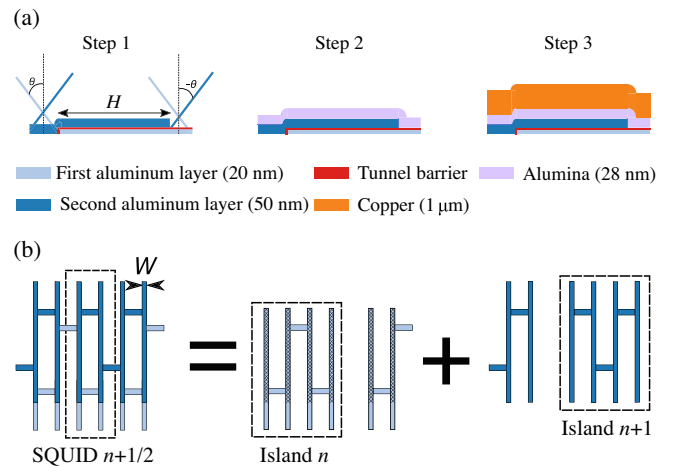 (a)
Step 1
Step 2
Step 3
θ
-θ
H
First aluminum layer (20 nm)
Tunnel barrier
Alumina (28 nm)
Second aluminum layer (50 nm)
Copper (1 μm)
(b)
W
=
+
SQUID n+1/2
Island n
Island n+1